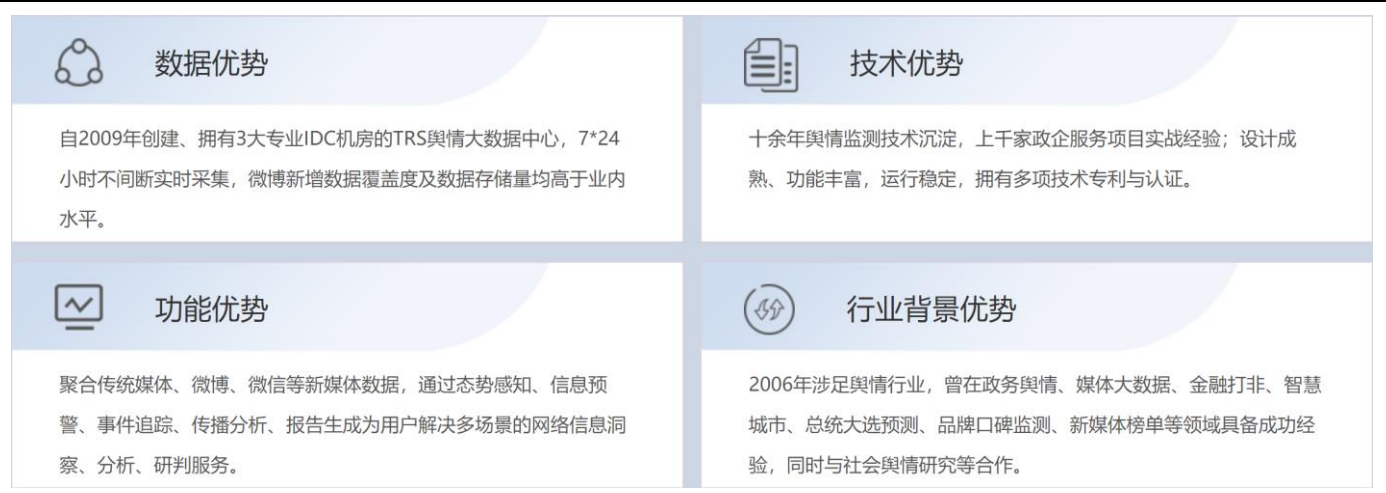 数据优势
自2009年创建、拥有3大专业IDC机房的TRS舆情大数据中心，7*24
小时不间断实时采集，微博新增数据覆盖度及数据存储量均高于业内
水平。
技术优势
十余年舆情监测技术沉淀，上千家政企服务项目实战经验；设计成
熟、功能丰富，运行稳定，拥有多项技术专利与认证。
功能优势
聚合传统媒体、微博、微信等新媒体数据，通过态势感知、信息预
警、事件追踪、传播分析、报告生成为用户解决多场景的网络信息洞
察、分析、研判服务。
行业背景优势
2006年涉足舆情行业，曾在政务舆情、媒体大数据、金融打非、智慧
城市、总统大选预测、品牌口碑监测、新媒体榜单等领域具备成功经
验，同时与社会舆情研究等合作。